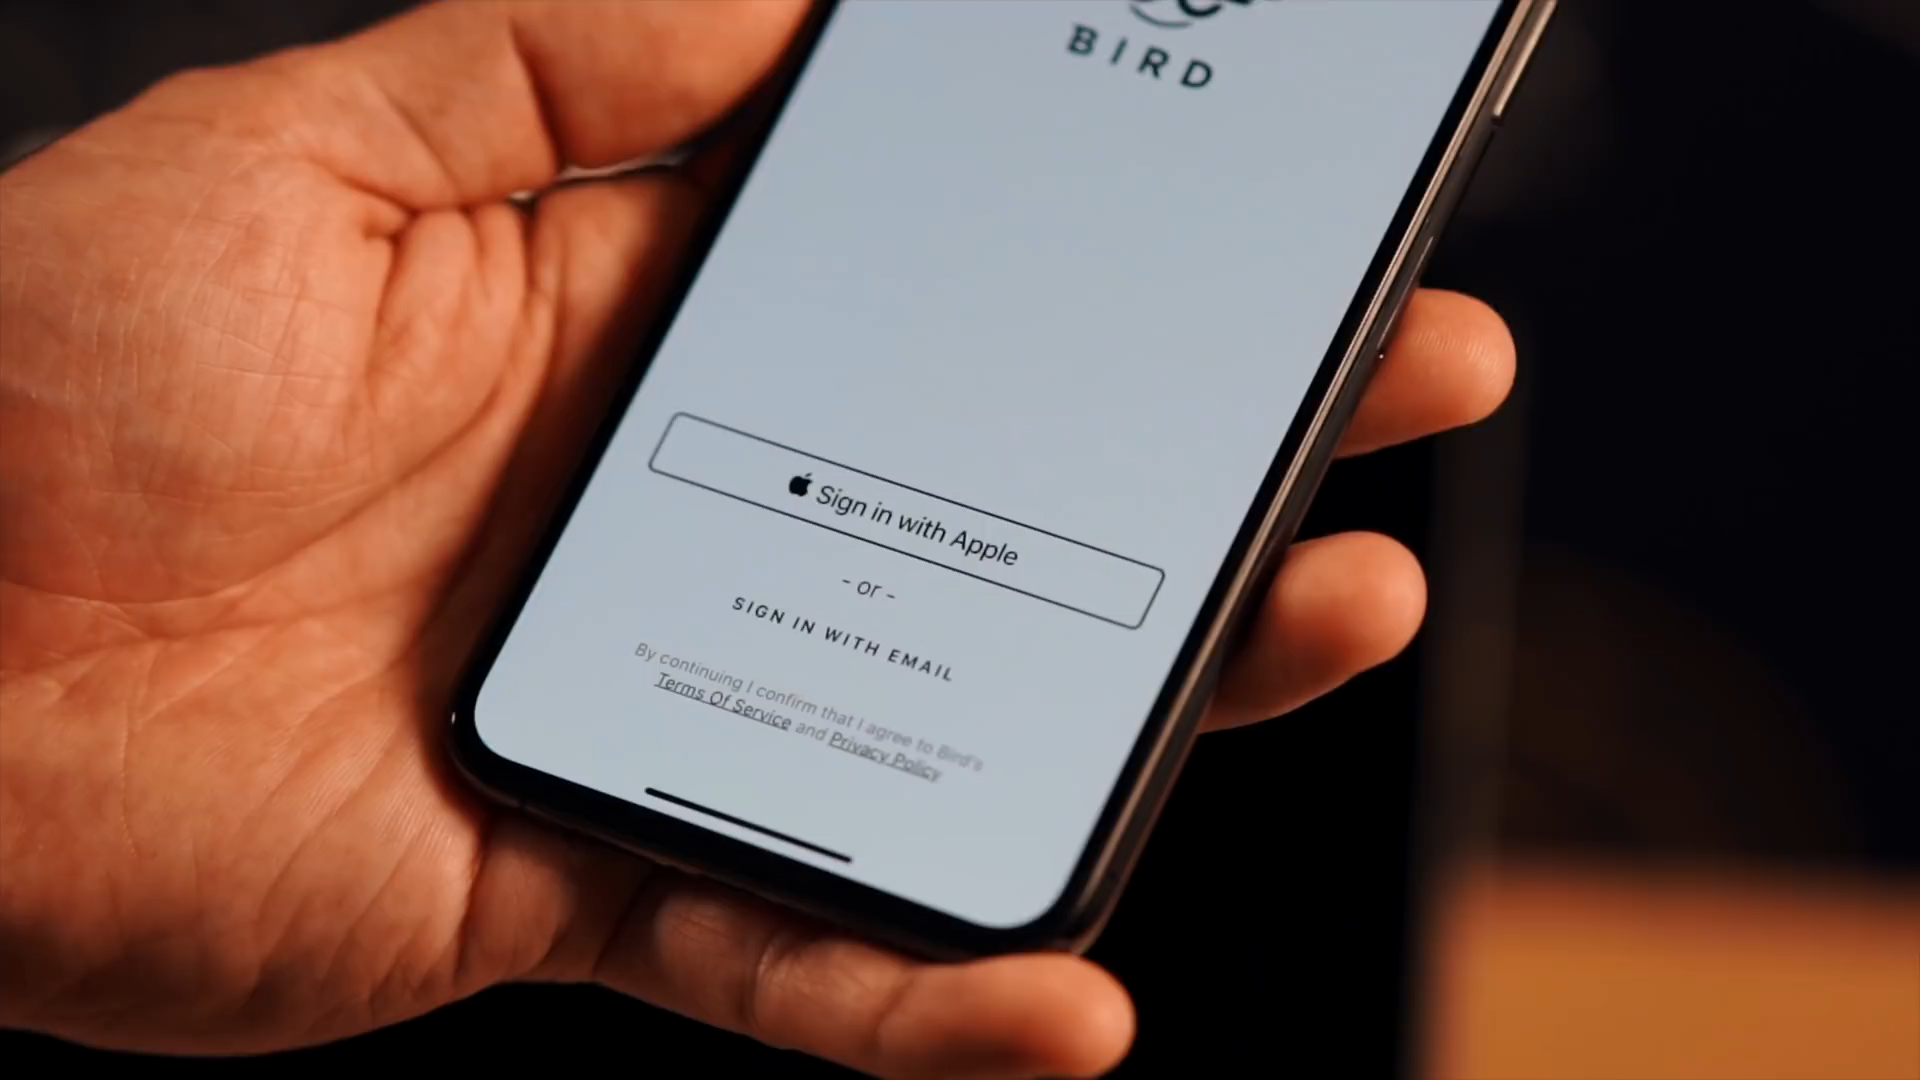 BIRD
Sign in with Apple
- or -
SIGN IN WITH EMAIL
By continuing I confirm that I agree to Bird's
Terms Of Service and Privacy Policy